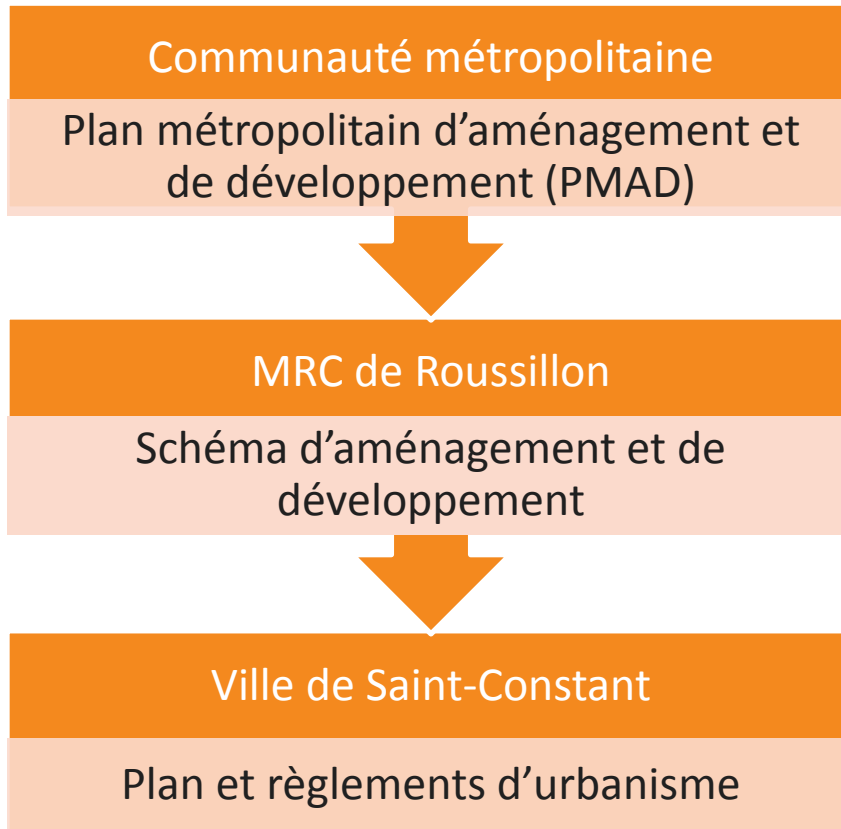 Communauté métropolitaine
Plan métropolitain d’aménagement et
de développement (PMAD)
MRC de Roussillon
Schéma d’aménagement et de
développement
Ville de Saint-Constant
Plan et règlements d’urbanisme